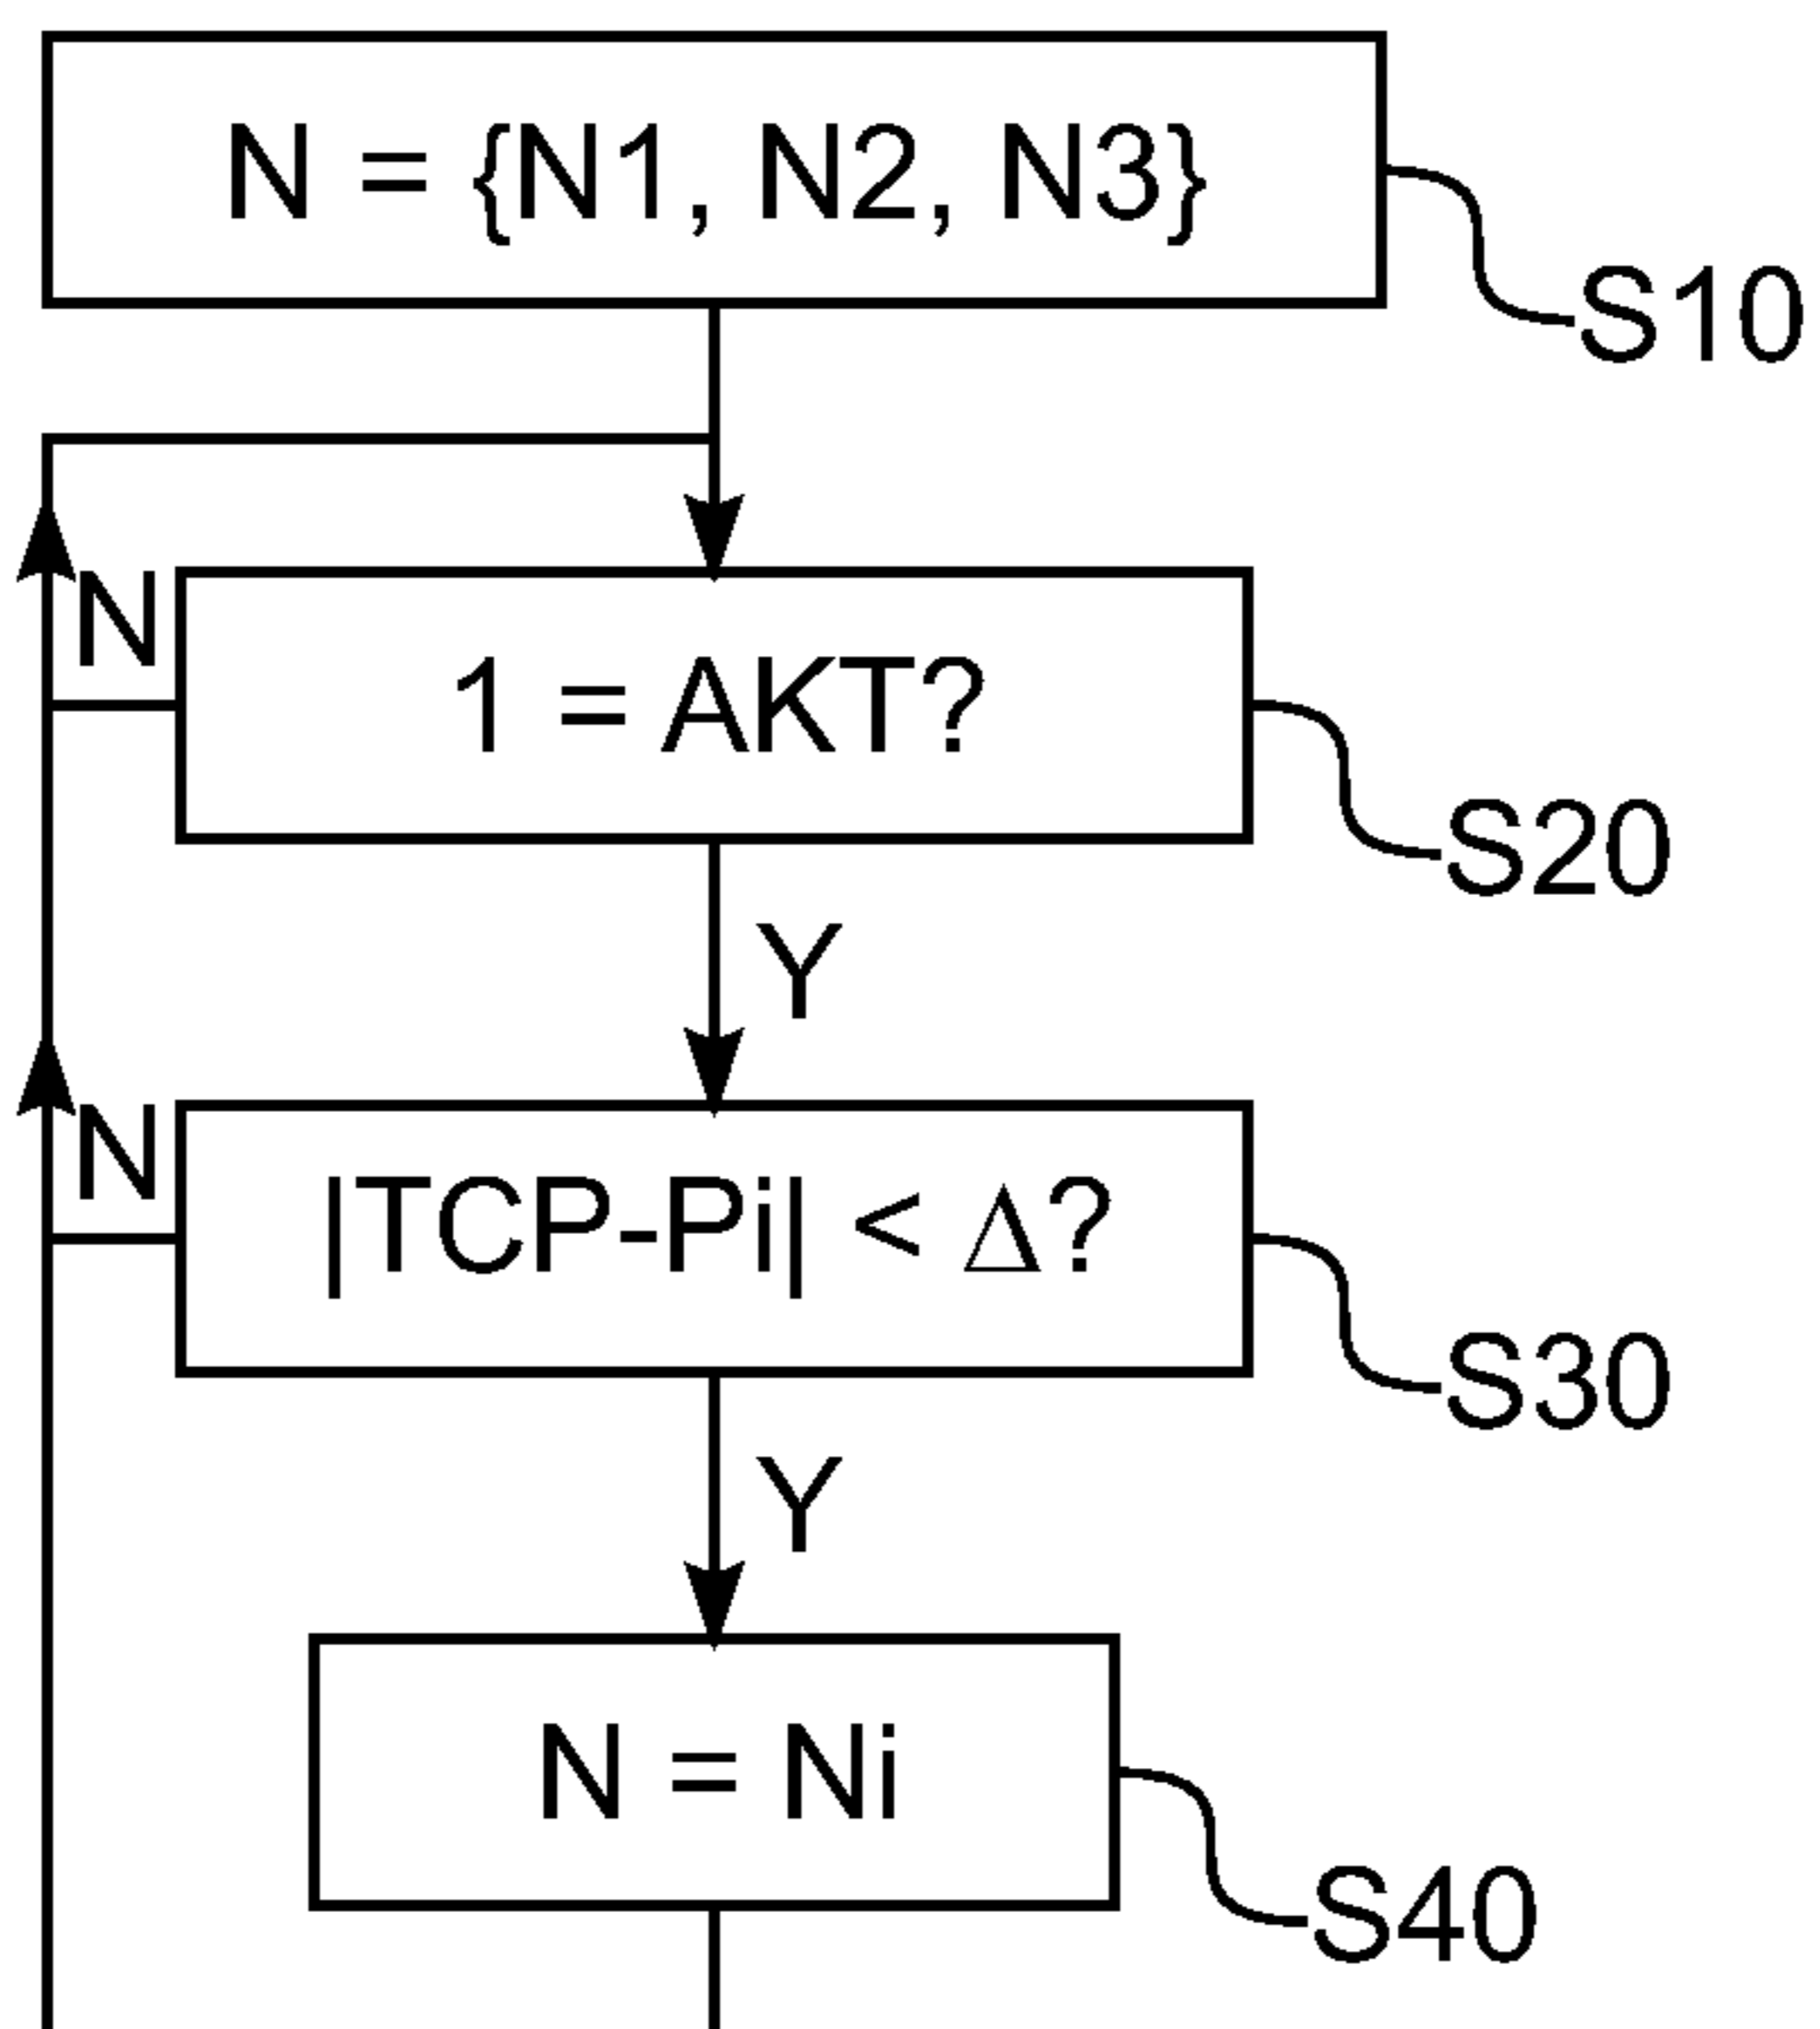 N = {N1, N2, N3}
S10
N
1 = AKT?
S20
Y
N
|TCP-Pi| < Δ?
S30
Y
N = Ni
S40